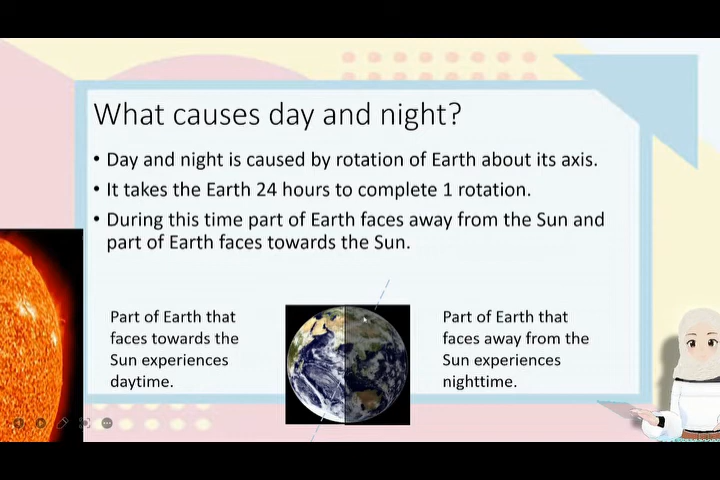 What causes day and night?
• Day and night is caused by rotation of Earth about its axis.
• It takes the Earth 24 hours to complete 1 rotation.
• During this time part of Earth faces away from the Sun and
part of Earth faces towards the Sun.
Part of Earth that
faces towards the
Sun experiences
daytime.
Part of Earth that
faces away from the
Sun experiences
nighttime.